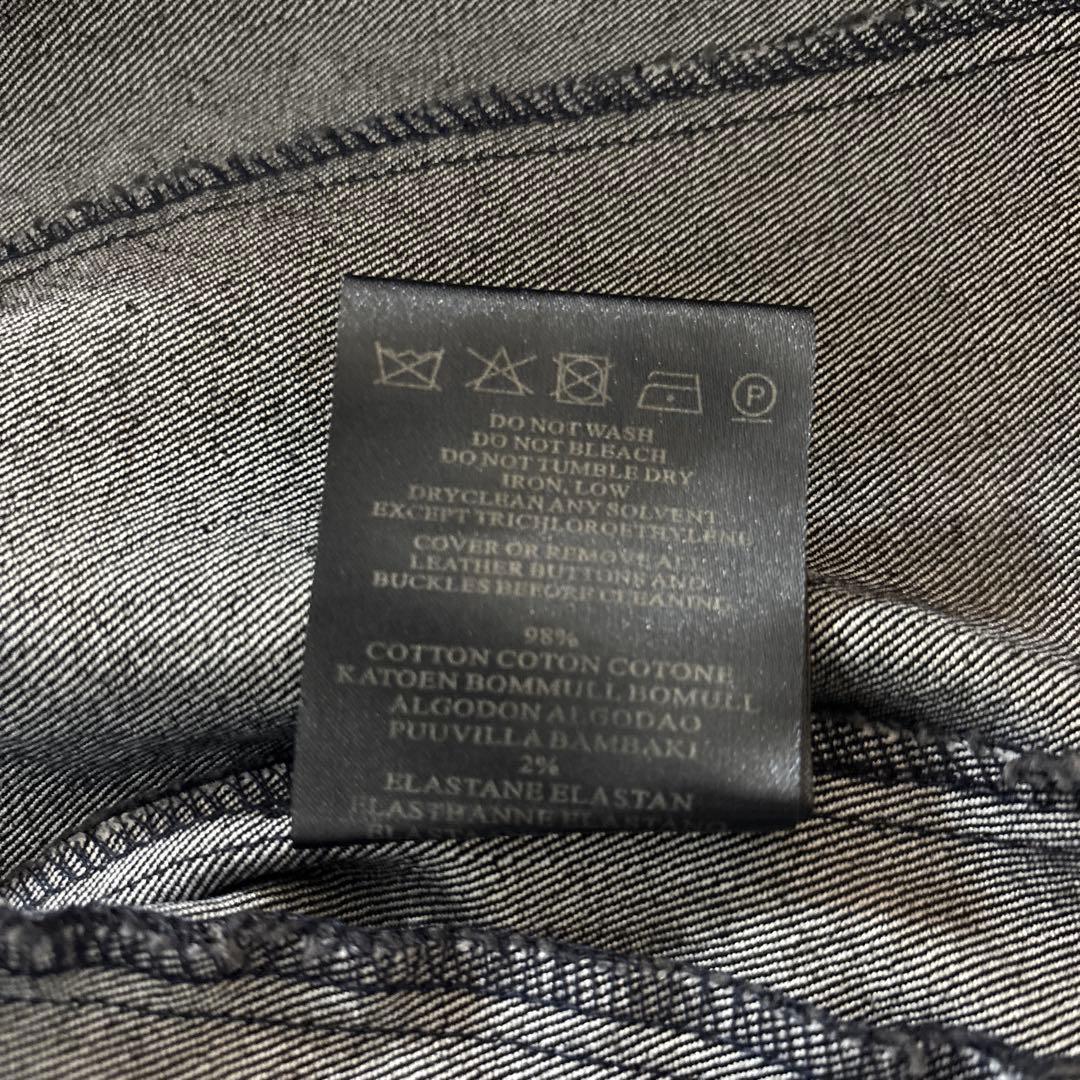 P
DO NOT WASH
DO NOT BLEACH
DO NOT TUMBLE DRY
IRON, LOW
DRYCLEAN ANY SOLVENT
EXCEPT TRICHLOROETHYLENE
COVER OR REMOVE ALL
LEATHER BUTTONS AND
BUCKLES BEFORE CLEANING.
98%
COTTON COTON COTONE
KATOEN BOMMULL BOMULL
ALGODON ALGODAO
PUUVILLA BAMBAKI
2%
ELASTANE ELASTAN
ELASTHANNE ELASTANO